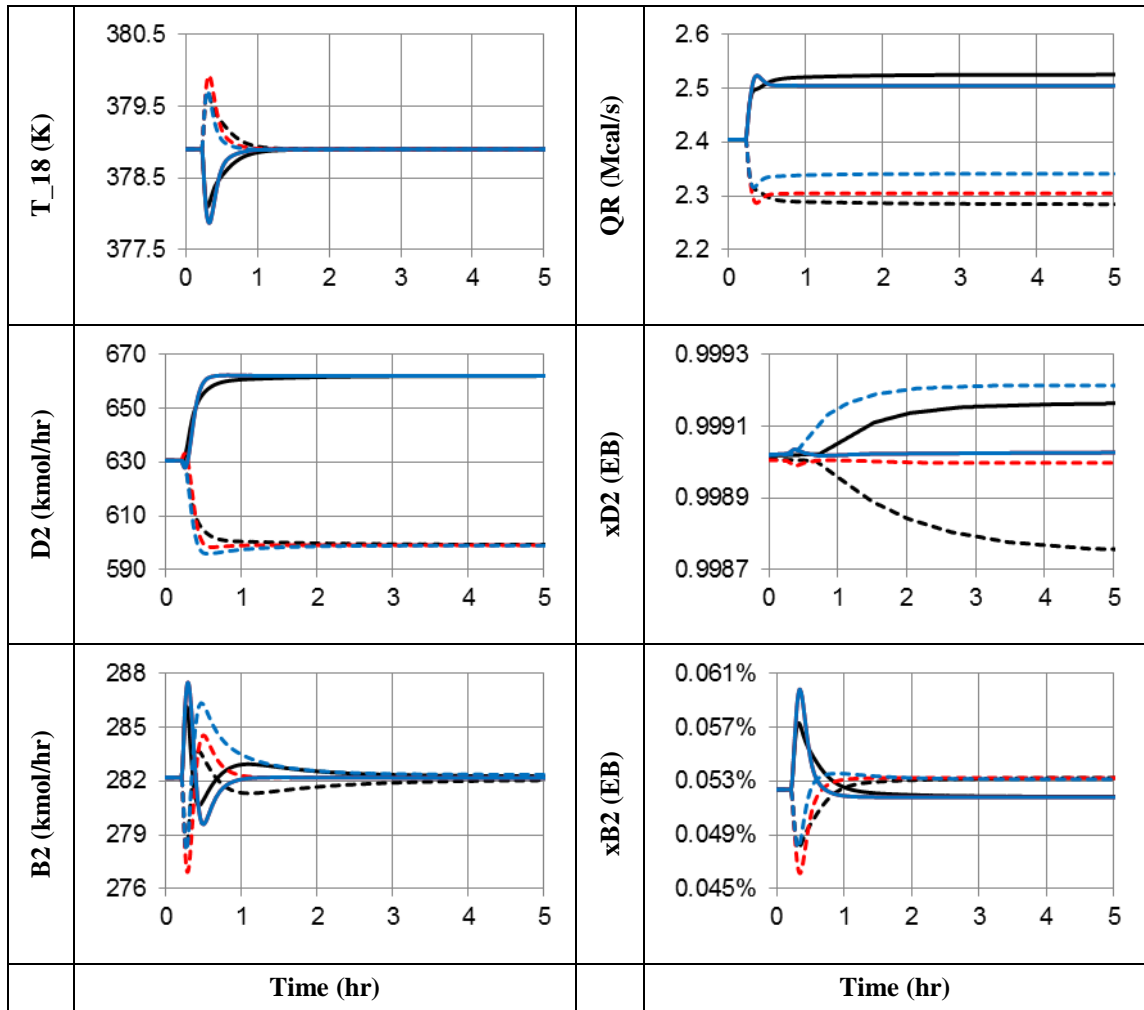 T_18 (K)
380.5
379.5
378.5
377.5
0 1 2 3 4 5
QR (Mcal/s)
2.6
2.5
2.4
2.3
2.2
0 1 2 3 4 5
D2 (kmol/hr)
670
650
630
610
590
0 1 2 3 4 5
xD2 (EB)
0.9993
0.9991
0.9989
0.9987
0 1 2 3 4 5
B2 (kmol/hr)
288
285
282
279
276
0 1 2 3 4 5
xB2 (EB)
0.061%
0.057%
0.053%
0.049%
0.045%
0 1 2 3 4 5
Time (hr)
Time (hr)